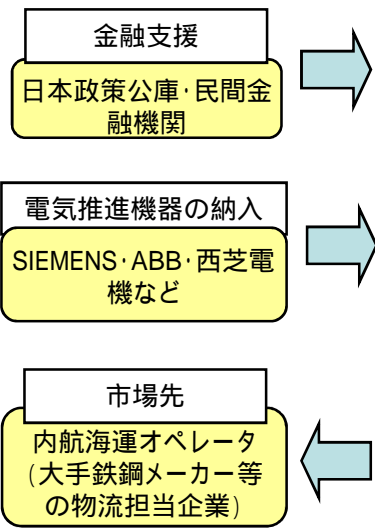 金融支援
日本政策公庫・民間金
融機関
電気推進機器の納入
SIEMENS・ABB・西芝電
機など
市場先
内航海運オペレータ
(大手鉄鋼メーカー等
の物流担当企業)